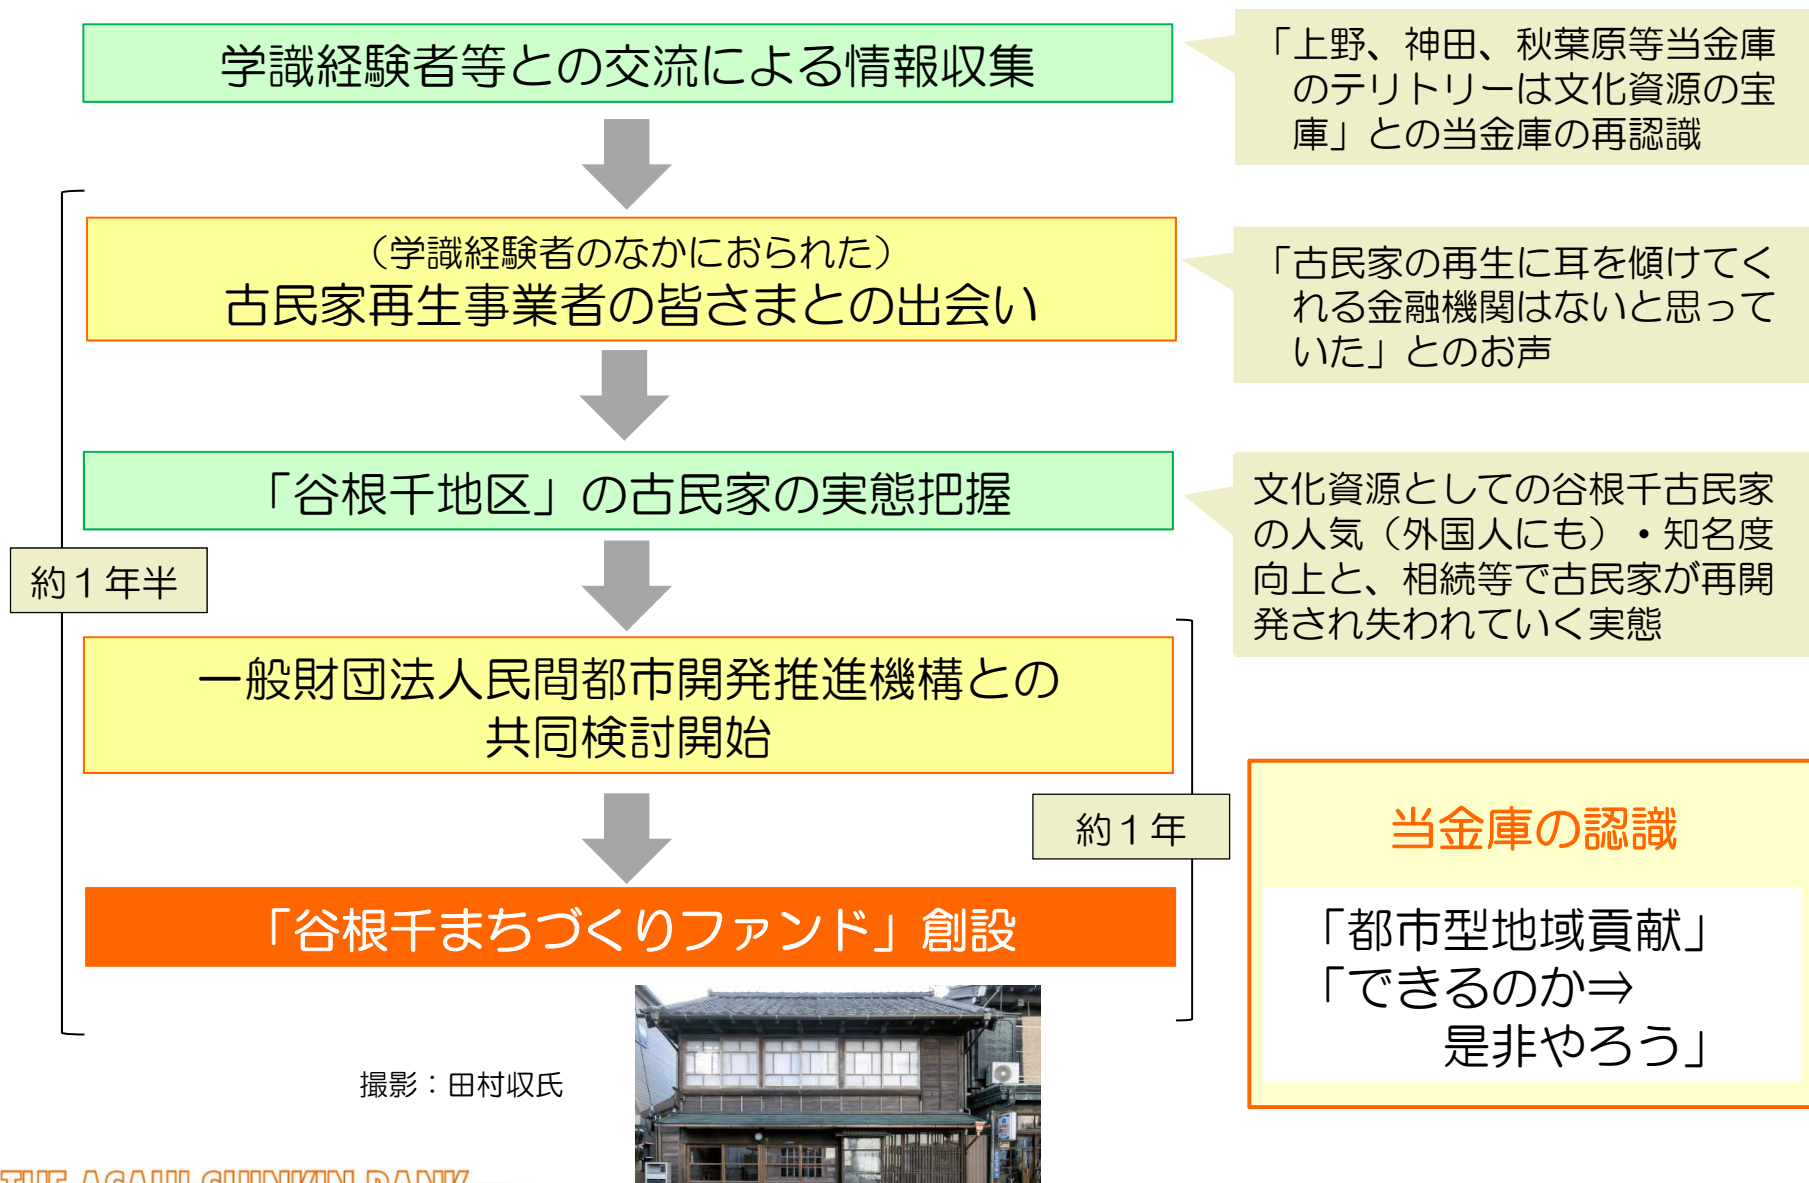 学識経験者等との交流による情報収集
「上野、神田、秋葉原等当金庫
のテリトリーは文化資源の宝
庫」との当金庫の再認識
（学識経験者のなかにおられた）
古民家再生事業者の皆さまとの出会い
「古民家の再生に耳を傾けてく
れる金融機関はないと思って
いた」とのお声
「谷根千地区」の古民家の実態把握
文化資源としての谷根千古民家
の人気（外国人にも）・知名度
向上と、相続等で古民家が再開
発され失われていく実態
約１年半
一般財団法人民間都市開発推進機構との
共同検討開始
約１年
「谷根千まちづくりファンド」創設
当金庫の認識
「都市型地域貢献」
「できるのか⇒
是非やろう」
撮影：田村収氏
THE ASAHI SHINKIN BANK